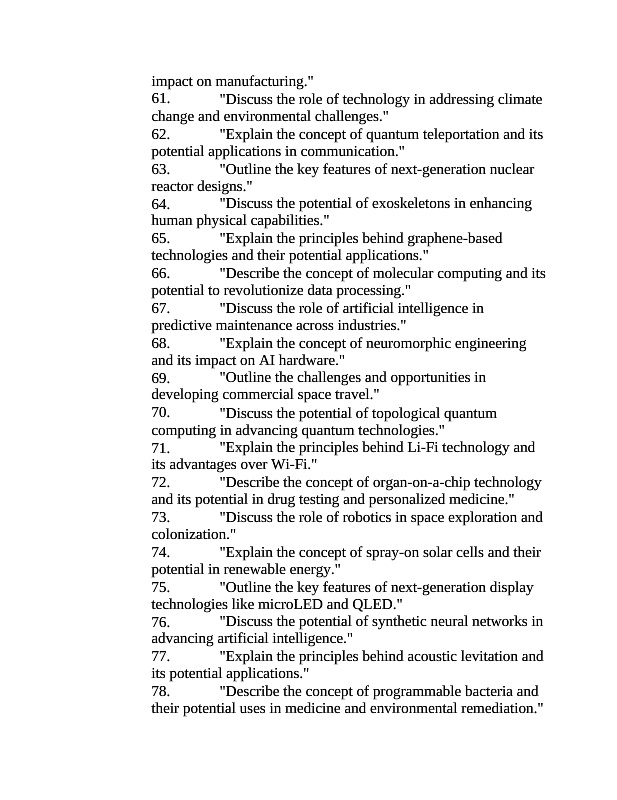 impact on manufacturing."
61. "Discuss the role of technology in addressing climate
change and environmental challenges."
62. "Explain the concept of quantum teleportation and its
potential applications in communication."
63. "Outline the key features of next-generation nuclear
reactor designs."
64. "Discuss the potential of exoskeletons in enhancing
human physical capabilities."
65. "Explain the principles behind graphene-based
technologies and their potential applications."
66. "Describe the concept of molecular computing and its
potential to revolutionize data processing."
67. "Discuss the role of artificial intelligence in
predictive maintenance across industries."
68. "Explain the concept of neuromorphic engineering
and its impact on AI hardware."
69. "Outline the challenges and opportunities in
developing commercial space travel."
70. "Discuss the potential of topological quantum
computing in advancing quantum technologies."
71. "Explain the principles behind Li-Fi technology and
its advantages over Wi-Fi."
72. "Describe the concept of organ-on-a-chip technology
and its potential in drug testing and personalized medicine."
73. "Discuss the role of robotics in space exploration and
colonization."
74. "Explain the concept of spray-on solar cells and their
potential in renewable energy."
75. "Outline the key features of next-generation display
technologies like microLED and QLED."
76. "Discuss the potential of synthetic neural networks in
advancing artificial intelligence."
77. "Explain the principles behind acoustic levitation and
its potential applications."
78. "Describe the concept of programmable bacteria and
their potential uses in medicine and environmental remediation."